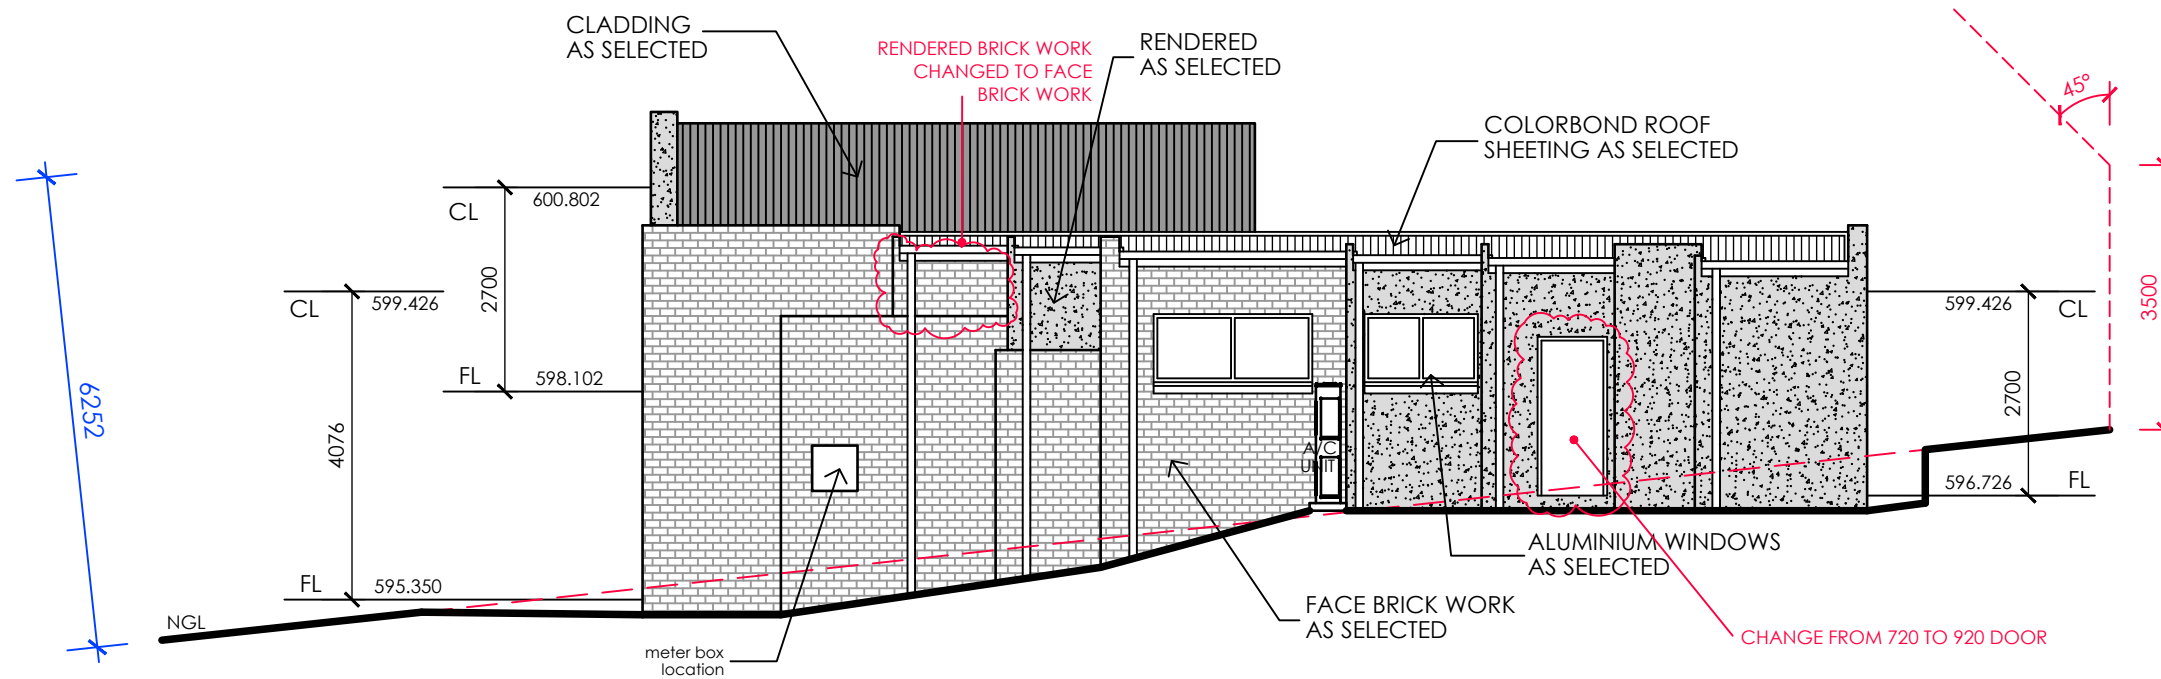 CLADDING
AS SELECTED
RENDERED BRICK WORK
CHANGED TO FACE
BRICK WORK
RENDERED
AS SELECTED
COLORBOND ROOF
SHEETING AS SELECTED
45°
3500
CL
600.802
2700
FL
598.102
CL
599.426
4076
FL
595.350
6252
NGL
meter box
location
A/C
UNIT
599.426
CL
2700
596.726
FL
ALUMINIUM WINDOWS
AS SELECTED
FACE BRICK WORK
AS SELECTED
CHANGE FROM 720 TO 920 DOOR